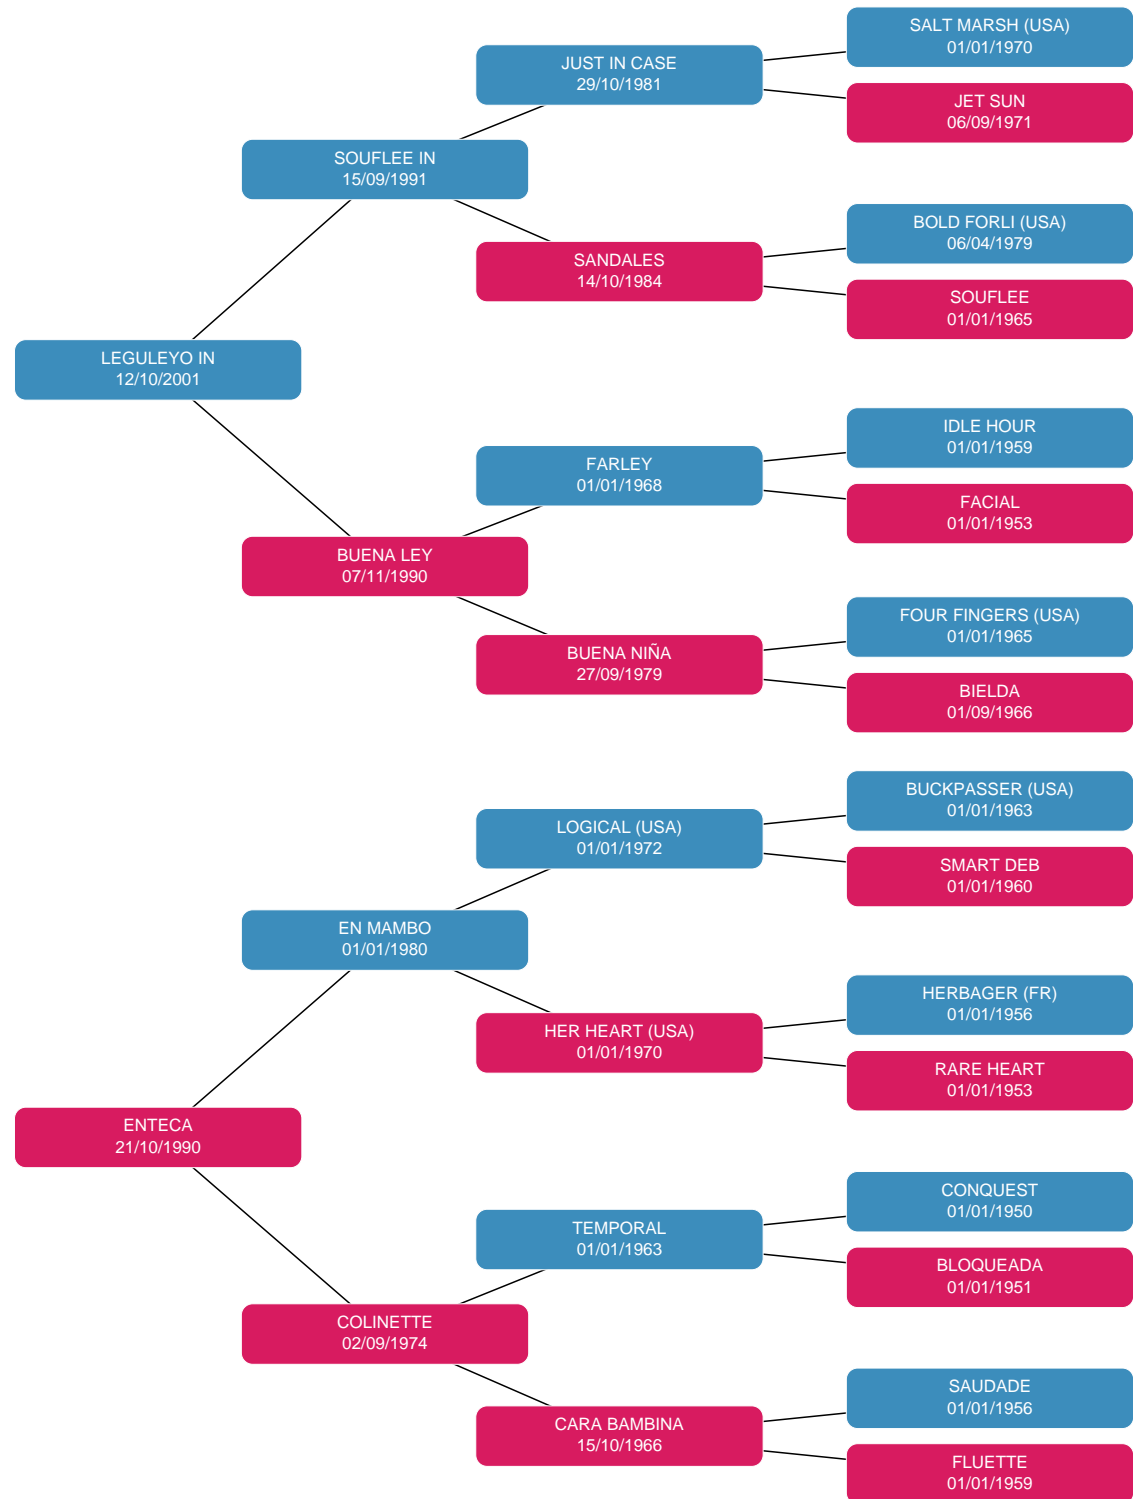 SALT MARSH (USA)
01/01/1970
JUST IN CASE
29/10/1981
JET SUN
06/09/1971
SOUFLEE IN
15/09/1991
BOLD FORLI (USA)
06/04/1979
SANDALES
14/10/1984
SOUFLEE
01/01/1965
LEGULEYO IN
12/10/2001
IDLE HOUR
01/01/1959
FARLEY
01/01/1968
FACIAL
01/01/1953
BUENA LEY
07/11/1990
FOUR FINGERS (USA)
01/01/1965
BUENA NIÑA
27/09/1979
BIELDA
01/09/1966
BUCKPASSER (USA)
01/01/1963
LOGICAL (USA)
01/01/1972
SMART DEB
01/01/1960
EN MAMBO
01/01/1980
HERBAGER (FR)
01/01/1956
HER HEART (USA)
01/01/1970
RARE HEART
01/01/1953
ENTECA
21/10/1990
CONQUEST
01/01/1950
TEMPORAL
01/01/1963
BLOQUEADA
01/01/1951
COLINETTE
02/09/1974
SAUDADE
01/01/1956
CARA BAMBINA
15/10/1966
FLUETTE
01/01/1959